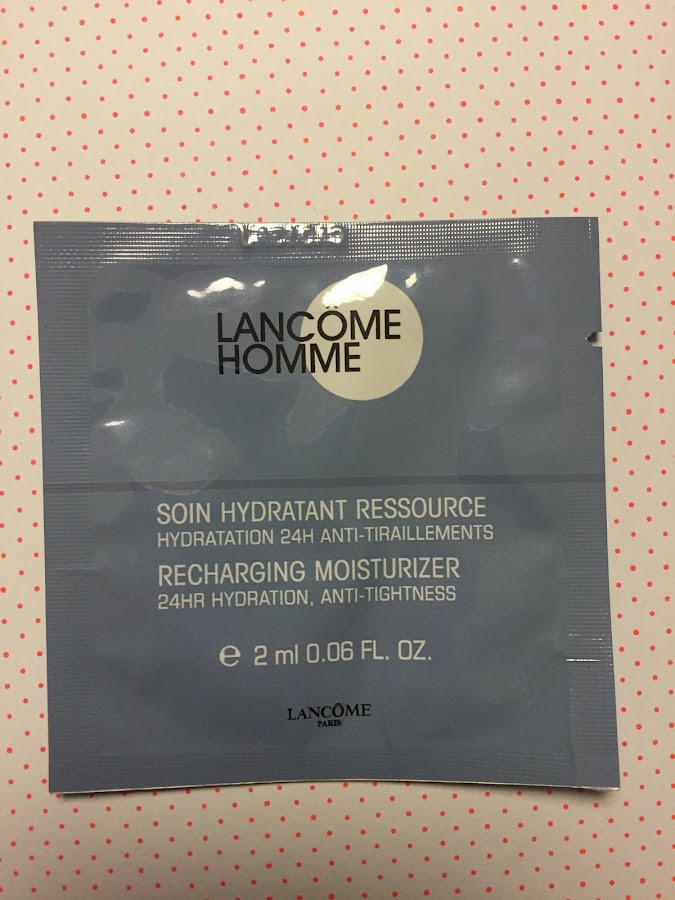 LANCÔME
HOMME
SOIN HYDRATANT RESSOURCE
HYDRATATION 24H ANTI-TIRAILLEMENTS
RECHARGING MOISTURIZER
24HR HYDRATION, ANTI-TIGHTNESS
℮ 2 ml 0.06 FL. OZ.
LANCÔME
PARIS